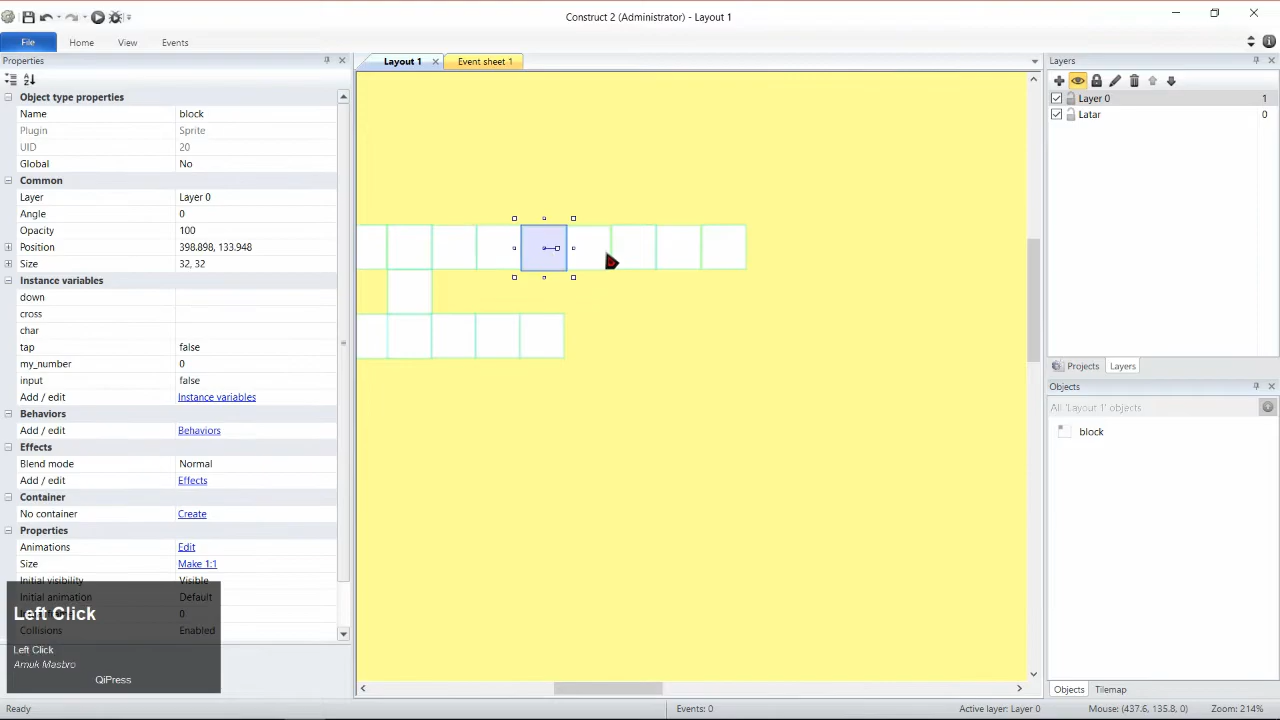 Construct 2 (Administrator) - Layout 1
File Home View Events
Properties
Layout 1 Event sheet 1
Layers
Object type properties
Name block
Plugin Sprite
UID 20
Global No
Common
Layer Layer 0
Angle 0
Opacity 100
Position 398.898, 133.948
Size 32, 32
Instance variables
down
cross
char
tap false
my_number 0
input false
Add / edit Instance variables
Behaviors
Add / edit Behaviors
Effects
Blend mode Normal
Add / edit Effects
Container
No container Create
Properties
Animations Edit
Size Make 1:1
Initial visibility Visible
Initial animation Default
0
Collisions Enabled
Left Click
Left Click
Arnuk Masbro
QiPress
Layer 0 1
Latar 0
Projects Layers
Objects
All 'Layout 1' objects
block
Objects Tilemap
Ready Events: 0 Active layer: Layer 0 Mouse: (437.6, 135.8, 0) Zoom: 214%